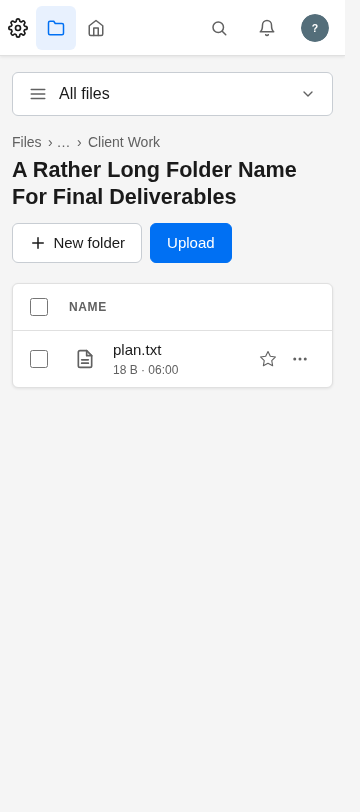 ?
All files
Files › … › Client Work
A Rather Long Folder Name
For Final Deliverables
New folder
Upload
NAME
plan.txt
18 B · 06:00